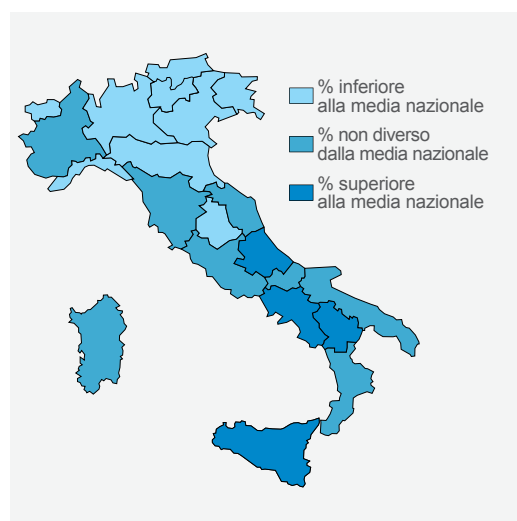 % inferiore
alla media nazionale
% non diverso
dalla media nazionale
% superiore
alla media nazionale